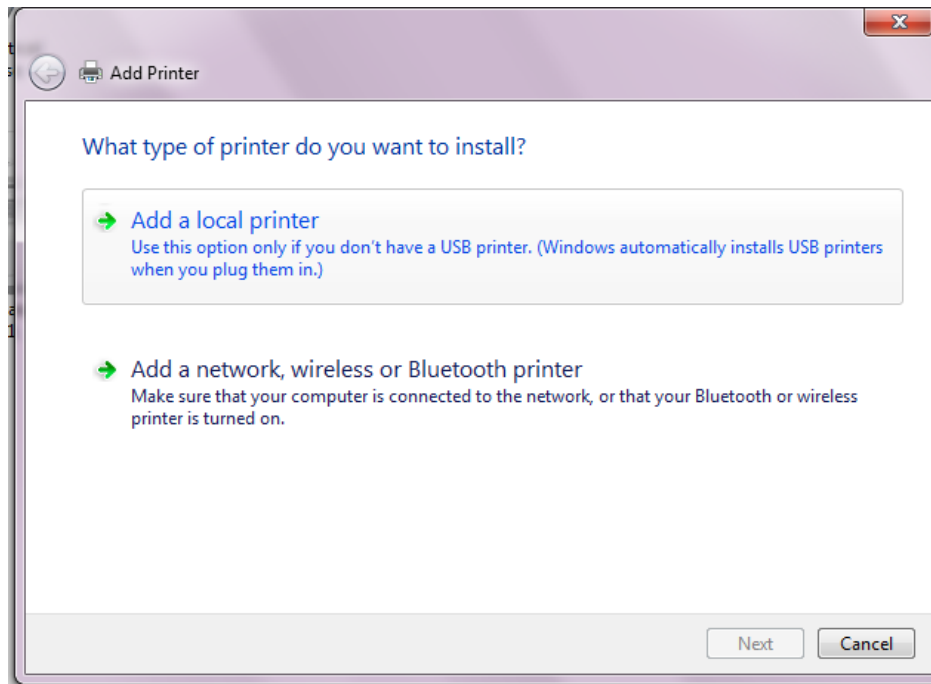 Add Printer
What type of printer do you want to install?
Add a local printer
Use this option only if you don't have a USB printer. (Windows automatically installs USB printers
when you plug them in.)
Add a network, wireless or Bluetooth printer
Make sure that your computer is connected to the network, or that your Bluetooth or wireless
printer is turned on.
Next
Cancel